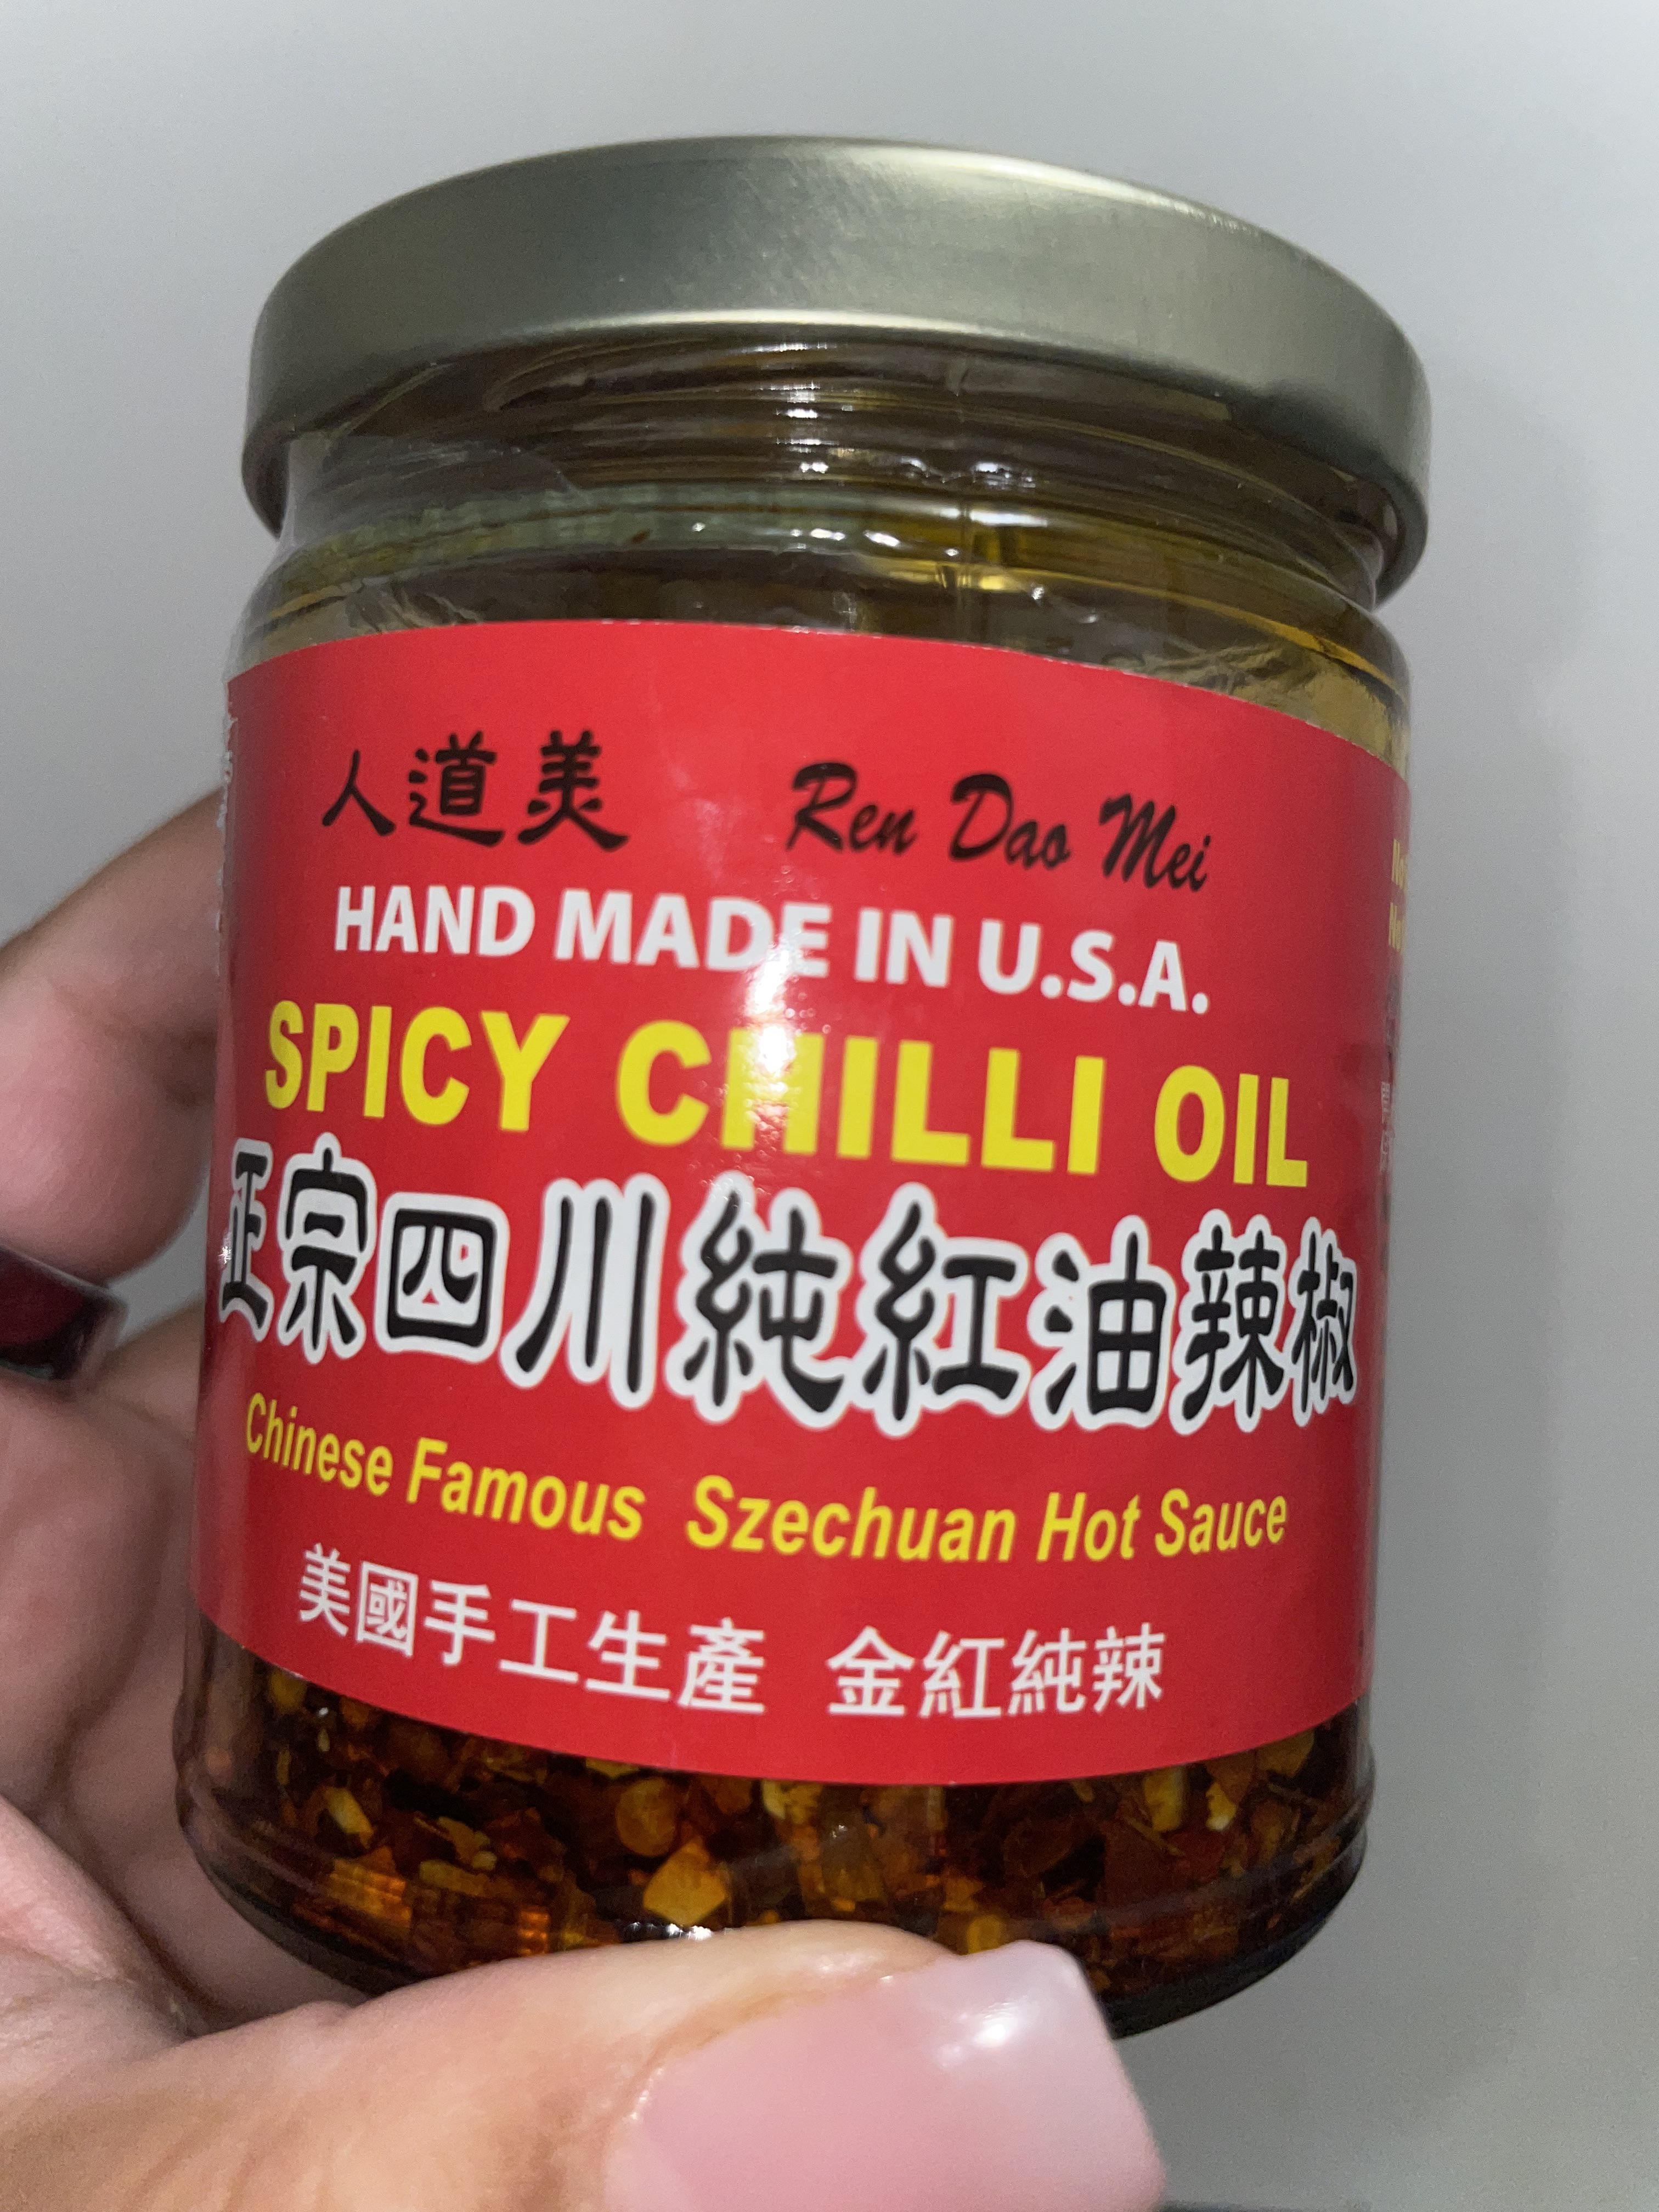 人道美 Ren Dao Mei
HAND MADE IN U.S.A.
SPICY CHILLI OIL
正宗四川純紅油辣椒
Chinese Famous Szechuan Hot Sauce
美國手工生產 金紅純辣